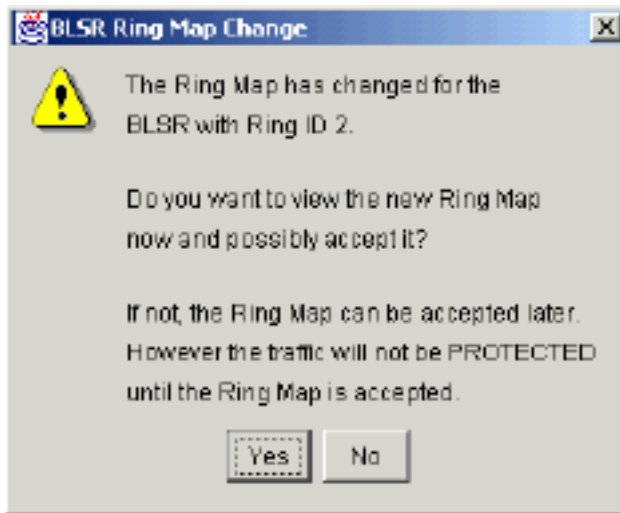 BLSR Ring Map Change
The Ring Map has changed for the
BLSR with Ring ID 2.
Do you want to view the new Ring Map
now and possibly accept it?
If not, the Ring Map can be accepted later.
However the traffic will not be PROTECTED
until the Ring Map is accepted.
Yes No